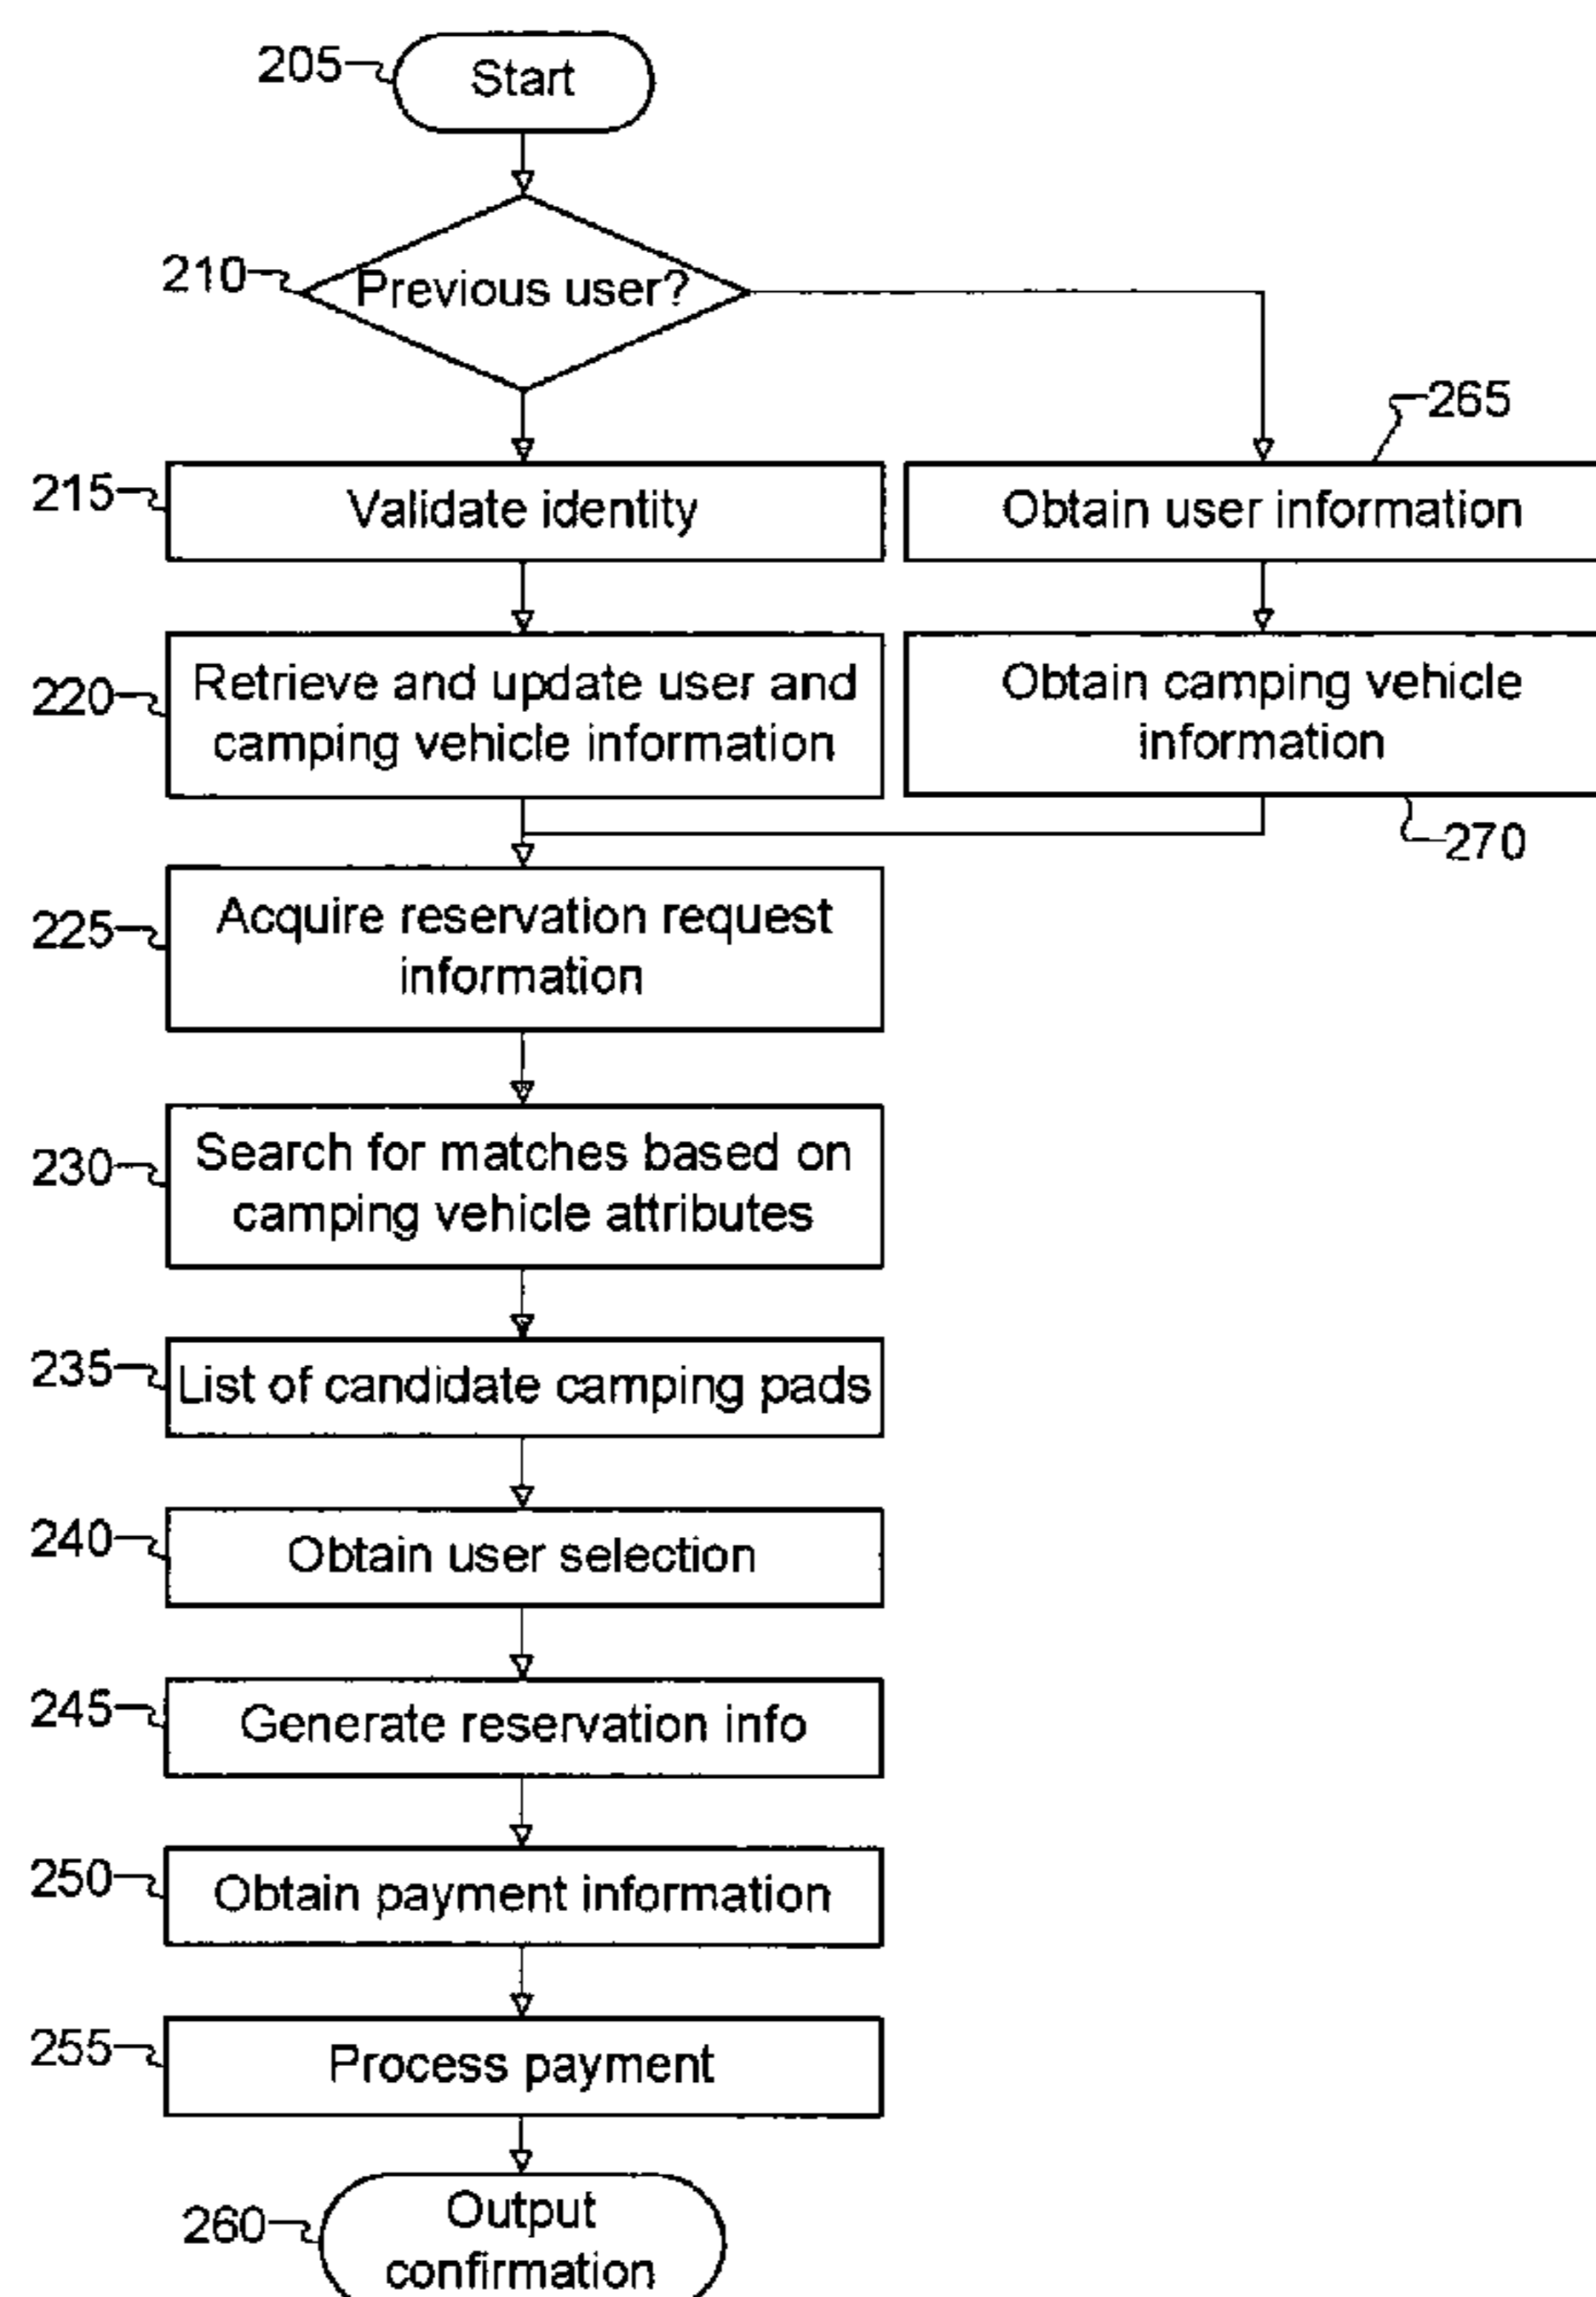 205
Start
210
Previous user?
265
215
Validate identity
Obtain user information
220
Retrieve and update user and
camping vehicle information
Obtain camping vehicle
information
270
225
Acquire reservation request
information
230
Search for matches based on
camping vehicle attributes
235
List of candidate camping pads
240
Obtain user selection
245
Generate reservation info
250
Obtain payment information
255
Process payment
260
Output
confirmation